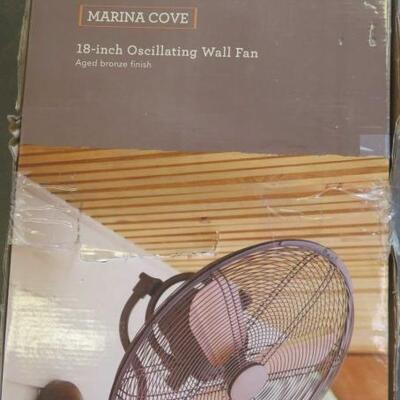 MARINA COVE
18-inch Oscillating Wall Fan
Aged bronze finish